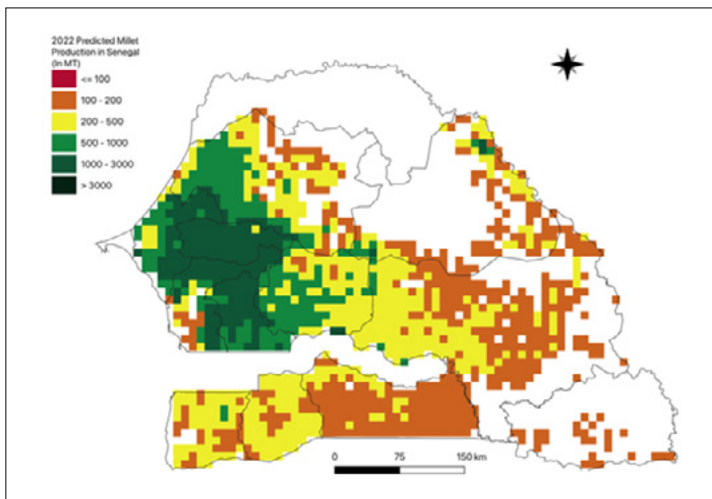 2022 Predicted Millet
Production in Senegal
(In MT)
<= 100
100 - 200
200 - 500
500 - 1000
1000 - 3000
> 3000
0 75 150 km